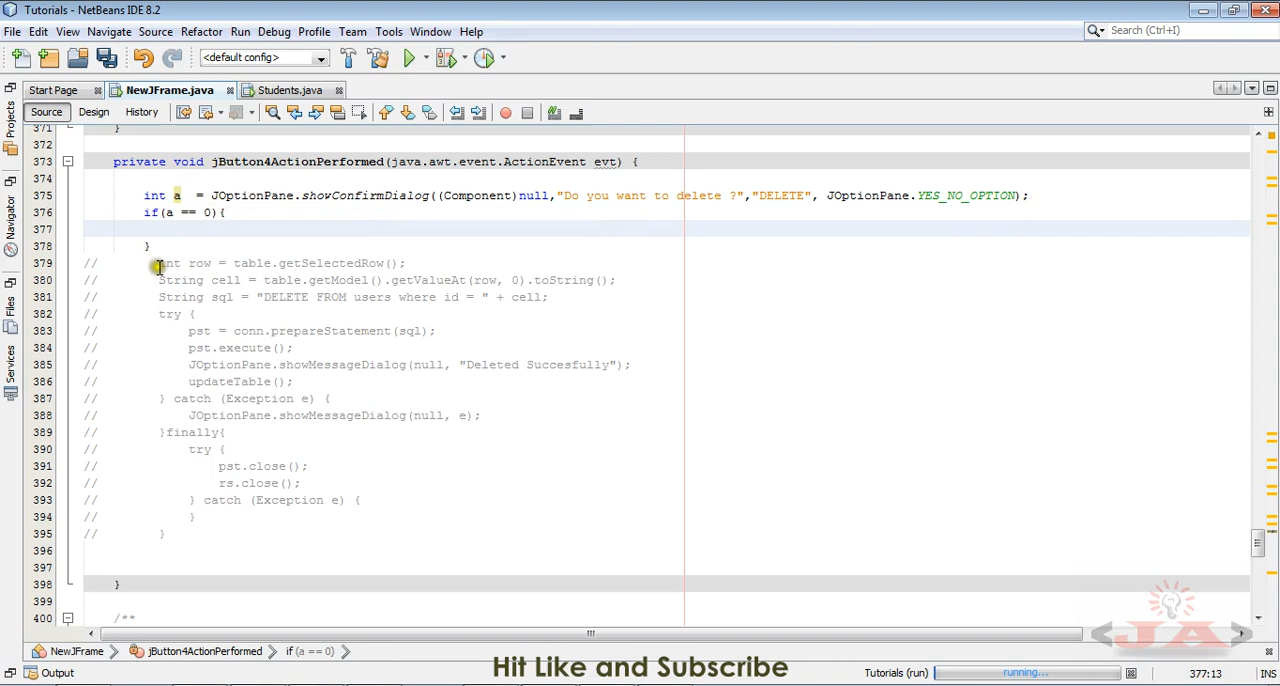 Tutorials - NetBeans IDE 8.2
File Edit View Navigate Source Refactor Run Debug Profile Team Tools Window Help
Search (Ctrl+I)
<default config>
Start Page NewJFrame.java Students.java
Source Design History
Projects
Navigator
Files
Services
371 }
372
373 private void jButton4ActionPerformed(java.awt.event.ActionEvent evt) {
374
375 int a  = JOptionPane.showConfirmDialog((Component)null,"Do you want to delete ?","DELETE", JOptionPane.YES_NO_OPTION);
376 if(a == 0){
377
378 }
379 // int row = table.getSelectedRow();
380 // String cell = table.getModel().getValueAt(row, 0).toString();
381 // String sql = "DELETE FROM users where id = " + cell;
382 // try {
383 // pst = conn.prepareStatement(sql);
384 // pst.execute();
385 // JOptionPane.showMessageDialog(null, "Deleted Succesfully");
386 // updateTable();
387 // } catch (Exception e) {
388 // JOptionPane.showMessageDialog(null, e);
389 // }finally{
390 // try {
391 // pst.close();
392 // rs.close();
393 // } catch (Exception e) {
394 // }
395 // }
396
397
398 }
399
400 /**
<JA>
NewJFrame jButton4ActionPerformed if (a == 0)
Hit Like and Subscribe
Output
Tutorials (run) running... 377:13 INS